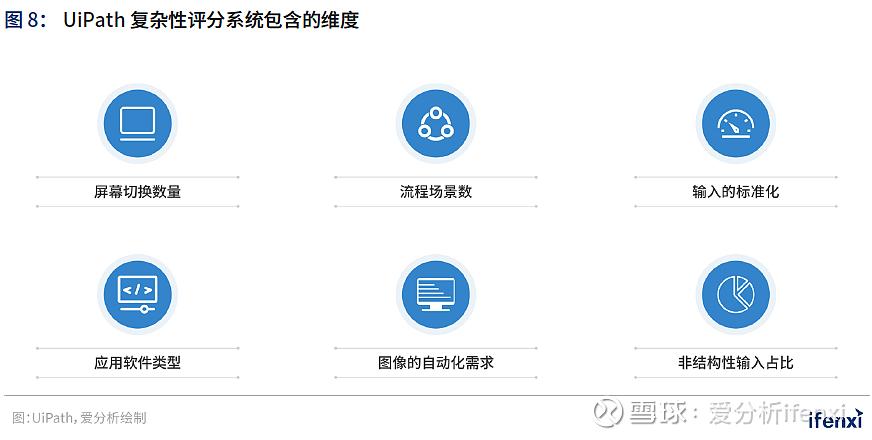 图 8： UiPath 复杂性评分系统包含的维度
屏幕切换数量
流程场景数
输入的标准化
</>
应用软件类型
图像的自动化需求
非结构性输入占比
图:UiPath, 爱分析绘制
雪球：爱分析ifenxi
ifenxi